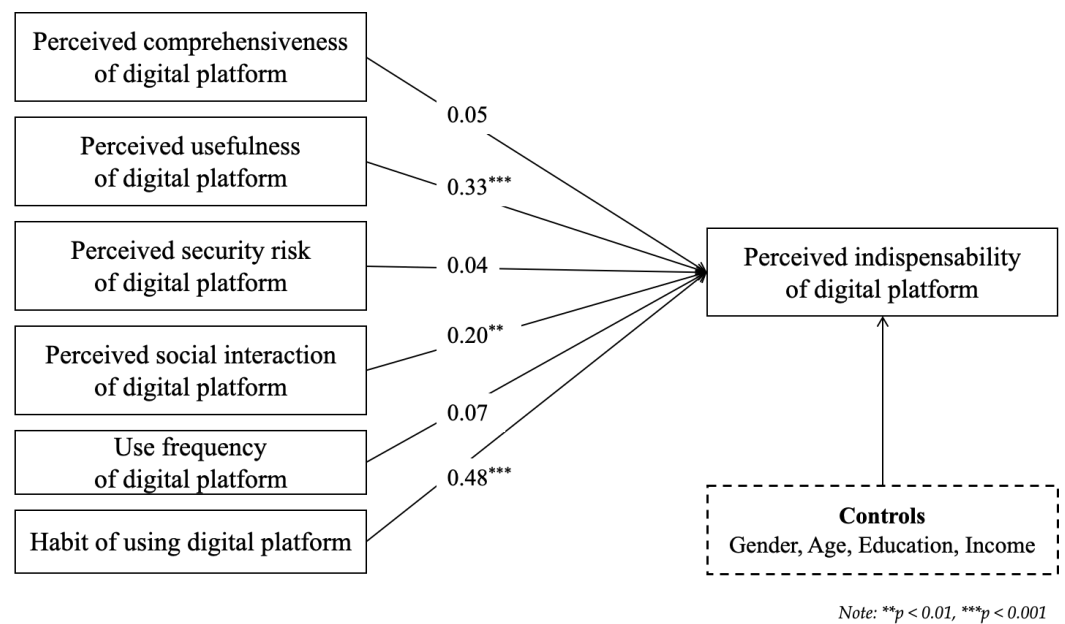 Perceived comprehensiveness
of digital platform
0.05
Perceived usefulness
of digital platform
0.33***
Perceived security risk
of digital platform
0.04
Perceived social interaction
of digital platform
0.20**
Use frequency
of digital platform
0.07
Habit of using digital platform
0.48***
Perceived indispensability
of digital platform
Controls
Gender, Age, Education, Income
Note: **p < 0.01, ***p < 0.001